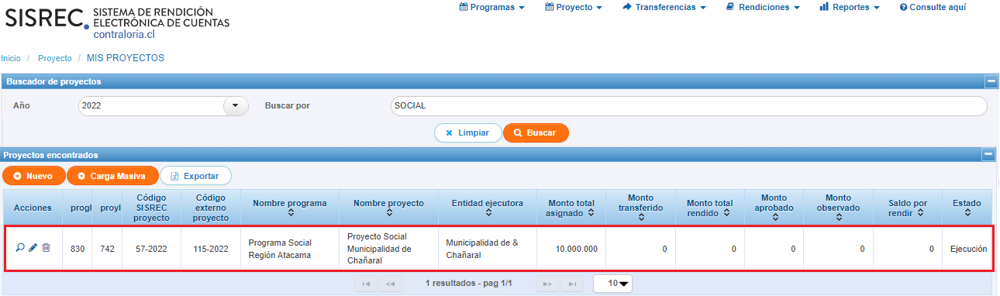 SISREC. SISTEMA DE RENDICIÓN
ELECTRÓNICA DE CUENTAS
contraloria.cl
Programas Proyecto Transferencias Rendiciones Reportes Consulte aquí
Inicio / Proyecto / MIS PROYECTOS
Buscador de proyectos
Año 2022 Buscar por SOCIAL
Limpiar Buscar
Proyectos encontrados
Nuevo Carga Masiva Exportar
Acciones progI proyI Código SISREC proyecto Código externo proyecto Nombre programa Nombre proyecto Entidad ejecutora Monto total asignado Monto transferido Monto total rendido Monto aprobado Monto observado Saldo por rendir Estado
830 742 57-2022 115-2022 Programa Social Región Atacama Proyecto Social Municipalidad de Chañaral Municipalidad de & Chañaral 10.000.000 0 0 0 0 0 Ejecución
1 resultados - pag 1/1 10